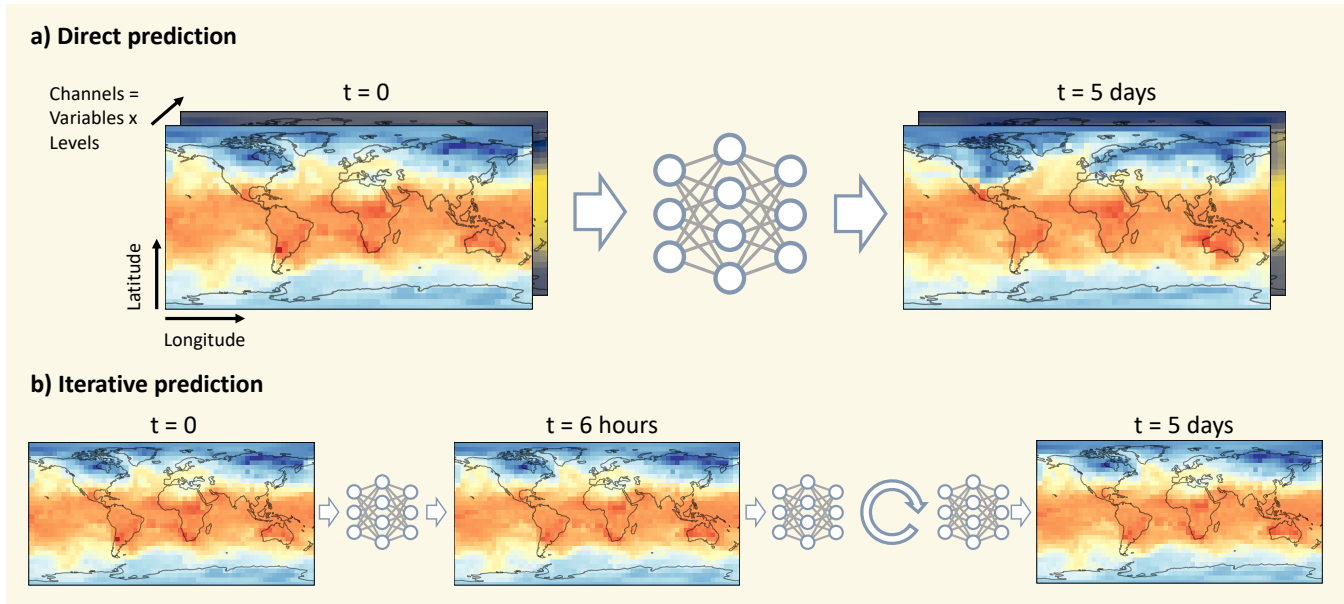 a) Direct prediction
Channels =
Variables x
Levels
t = 0
t = 5 days
Latitude
Longitude
b) Iterative prediction
t = 0
t = 6 hours
t = 5 days